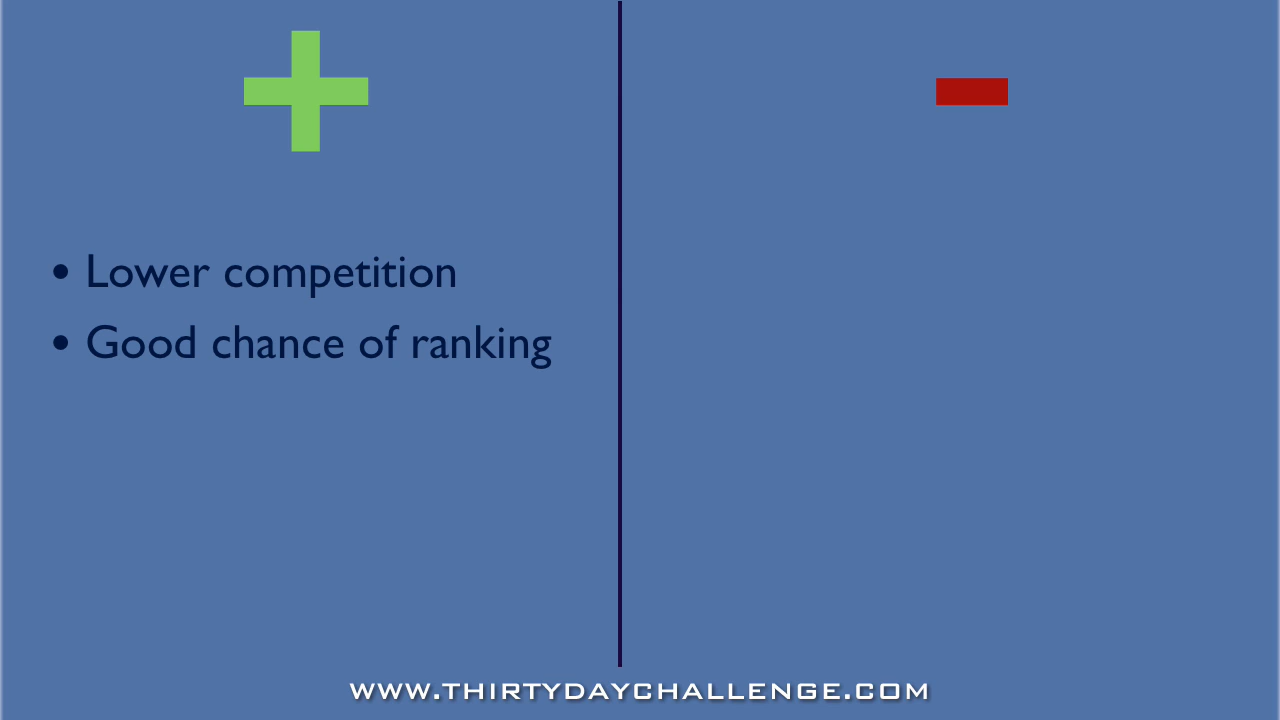 • Lower competition
• Good chance of ranking
WWW.THIRTYDAYCHALLENGE.COM